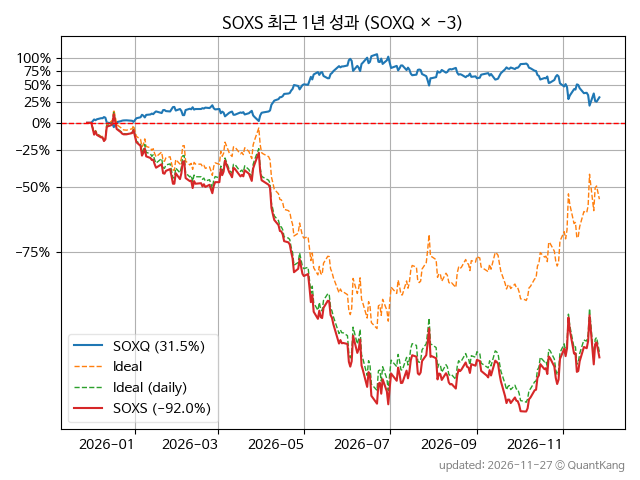 SOXS 최근 1년 성과 (SOXQ × −3)
100%
75%
50%
25%
0%
−25%
−50%
−75%
SOXQ (31.5%)
Ideal
Ideal (daily)
SOXS (−92.0%)
2026-01 2026-03 2026-05 2026-07 2026-09 2026-11
updated: 2026-11-27 © QuantKang